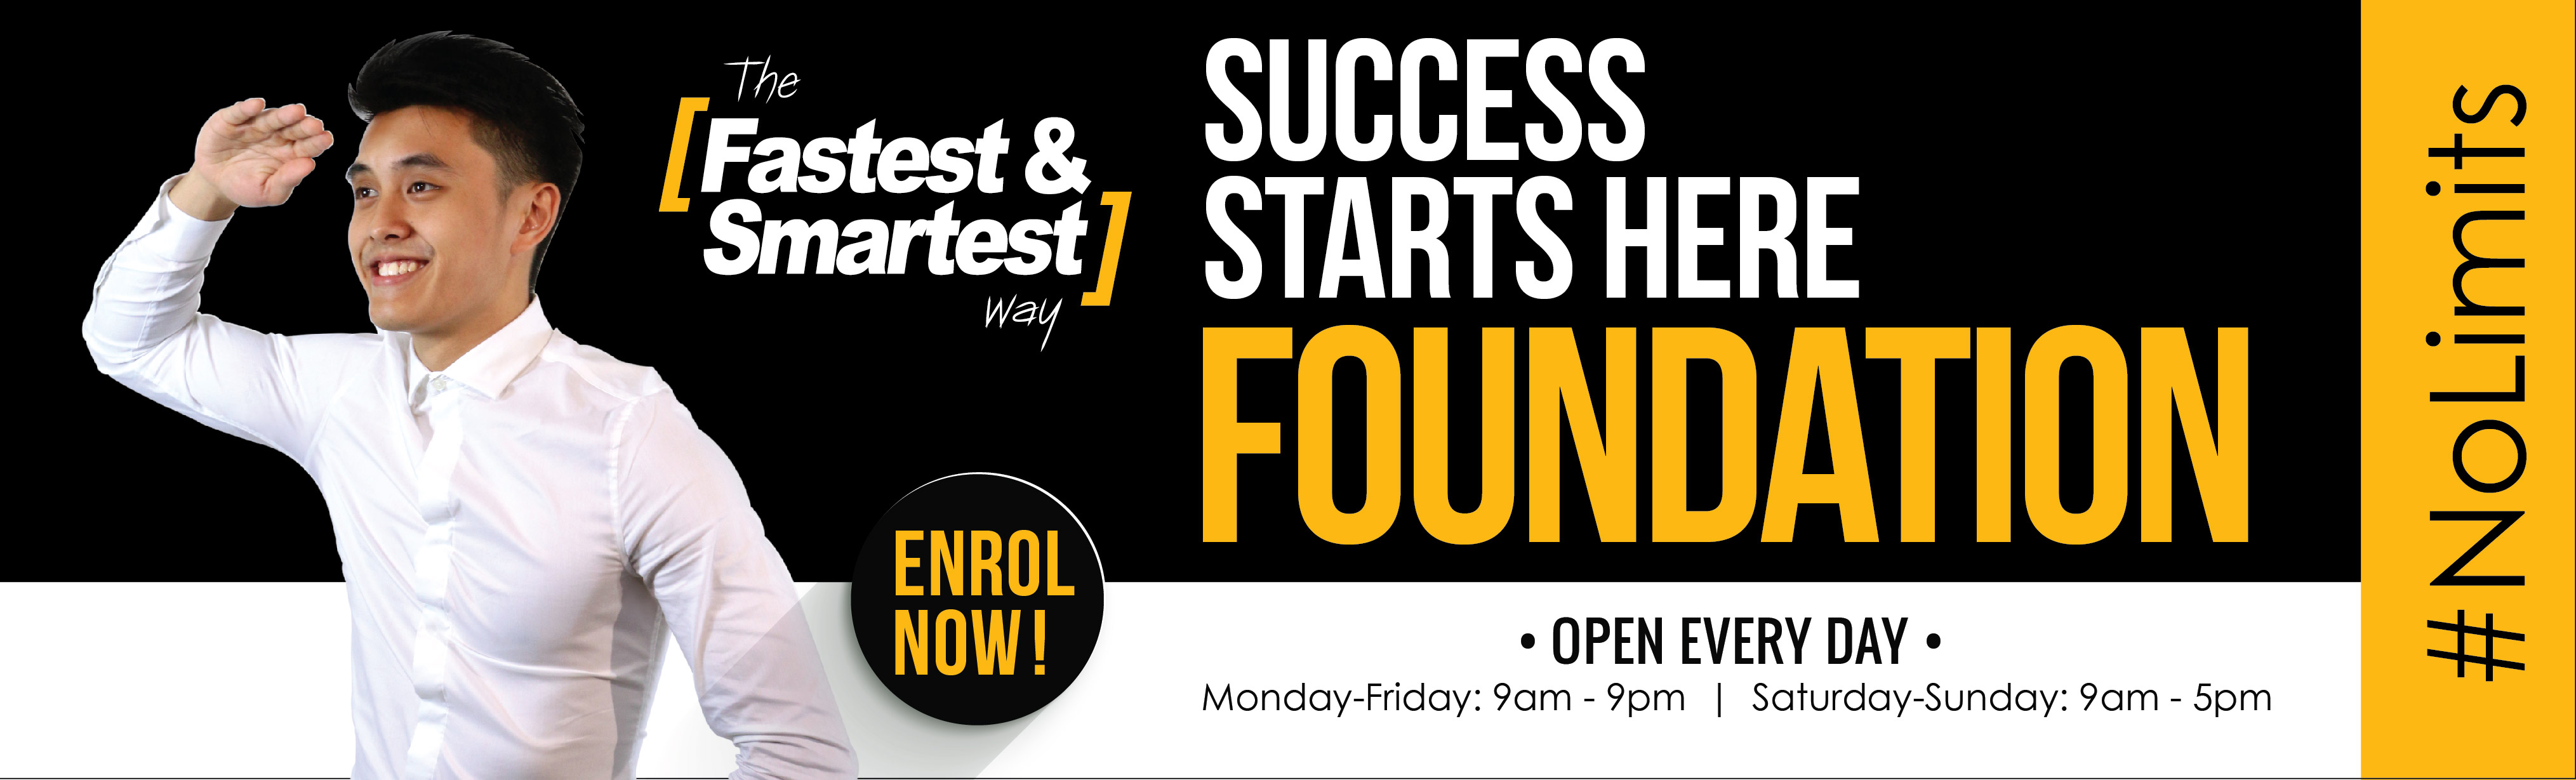 The
[Fastest &
Smartest]
way
ENROL
NOW!
SUCCESS
STARTS HERE
FOUNDATION
• OPEN EVERY DAY •
Monday-Friday: 9am - 9pm | Saturday-Sunday: 9am - 5pm
#NoLimits